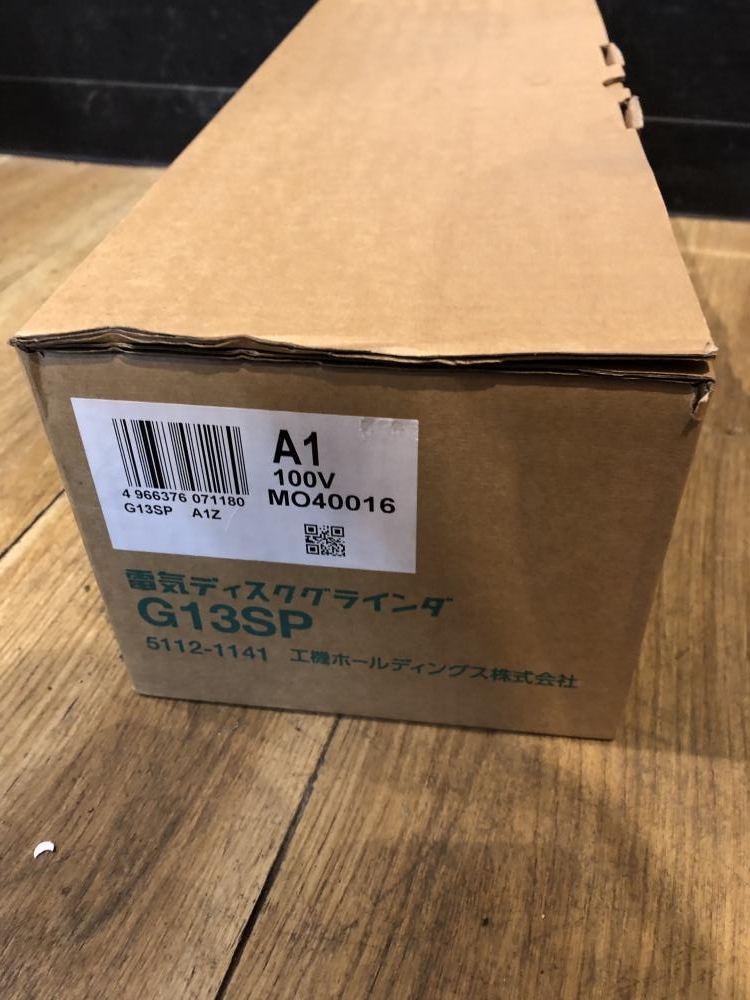 A1
100V
MO40016
4 966376 071180
G13SP A1Z
電気ディスクグラインダ
G13SP
5112-1141 工機ホールディングス株式会社